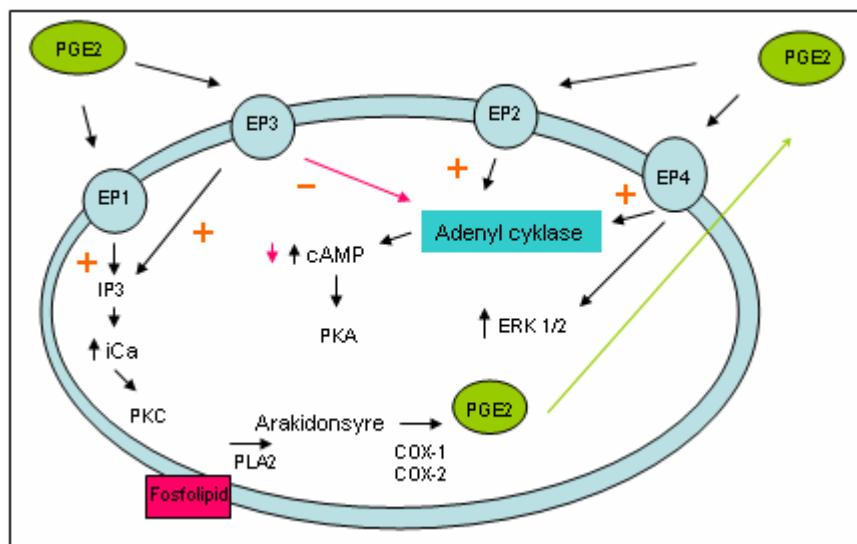 PGE2
PGE2
EP3
EP2
EP1
EP4
+
-
+
+
+
Adenyl cyklase
cAMP
IP3
PKA
ERK 1/2
iCa
PKC
Arakidonsyre
PGE2
PLA2
COX-1
COX-2
Fosfolipid